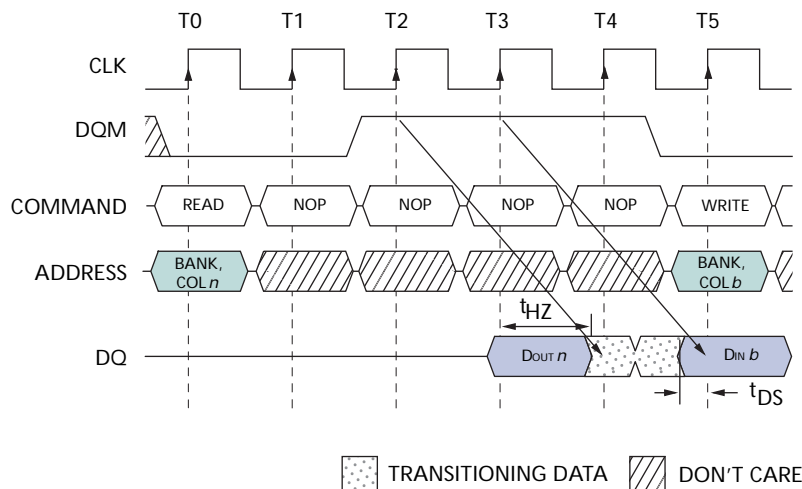 T0 T1 T2 T3 T4 T5
CLK
DQM
COMMAND READ NOP NOP NOP NOP WRITE
ADDRESS BANK, COL n BANK, COL b
tHZ
DQ DOUT n DIN b
tDS
TRANSITIONING DATA DON'T CARE